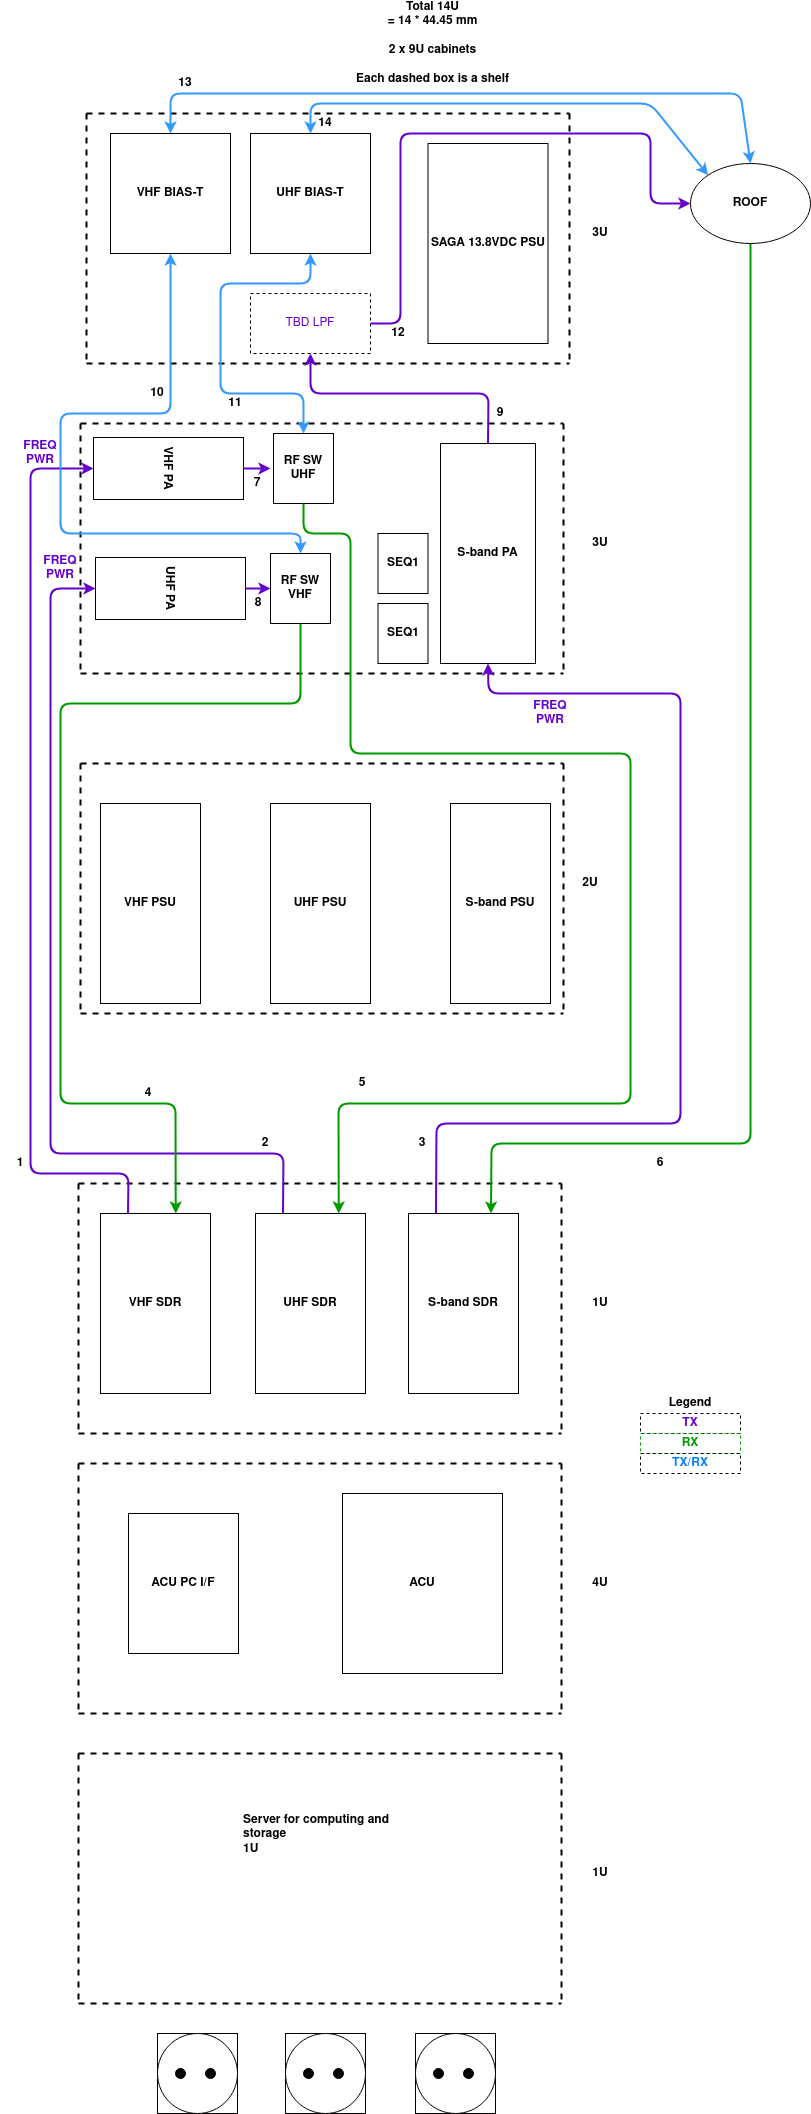 Total 14U
= 14 * 44.45 mm
2 x 9U cabinets
Each dashed box is a shelf
13
14
VHF BIAS-T
UHF BIAS-T
SAGA 13.8VDC PSU
ROOF
3U
TBD LPF
12
10
11
9
FREQ
PWR
VHF PA
7
RF SW
UHF
S-band PA
3U
SEQ1
FREQ
PWR
UHF PA
8
RF SW
VHF
SEQ1
FREQ
PWR
VHF PSU
UHF PSU
S-band PSU
2U
4
5
1
2
3
6
VHF SDR
UHF SDR
S-band SDR
1U
Legend
TX
RX
TX/RX
ACU PC I/F
ACU
4U
Server for computing and
storage
1U
1U